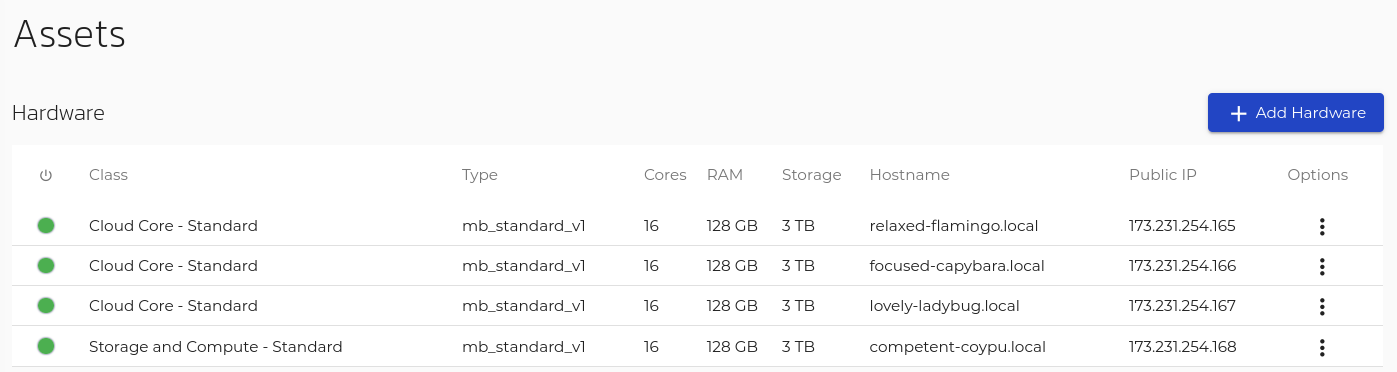 Assets
Hardware
Add Hardware
Class Type Cores RAM Storage Hostname Public IP Options
Cloud Core - Standard mb_standard_v1 16 128 GB 3 TB relaxed-flamingo.local 173.231.254.165
Cloud Core - Standard mb_standard_v1 16 128 GB 3 TB focused-capybara.local 173.231.254.166
Cloud Core - Standard mb_standard_v1 16 128 GB 3 TB lovely-ladybug.local 173.231.254.167
Storage and Compute - Standard mb_standard_v1 16 128 GB 3 TB competent-coypu.local 173.231.254.168